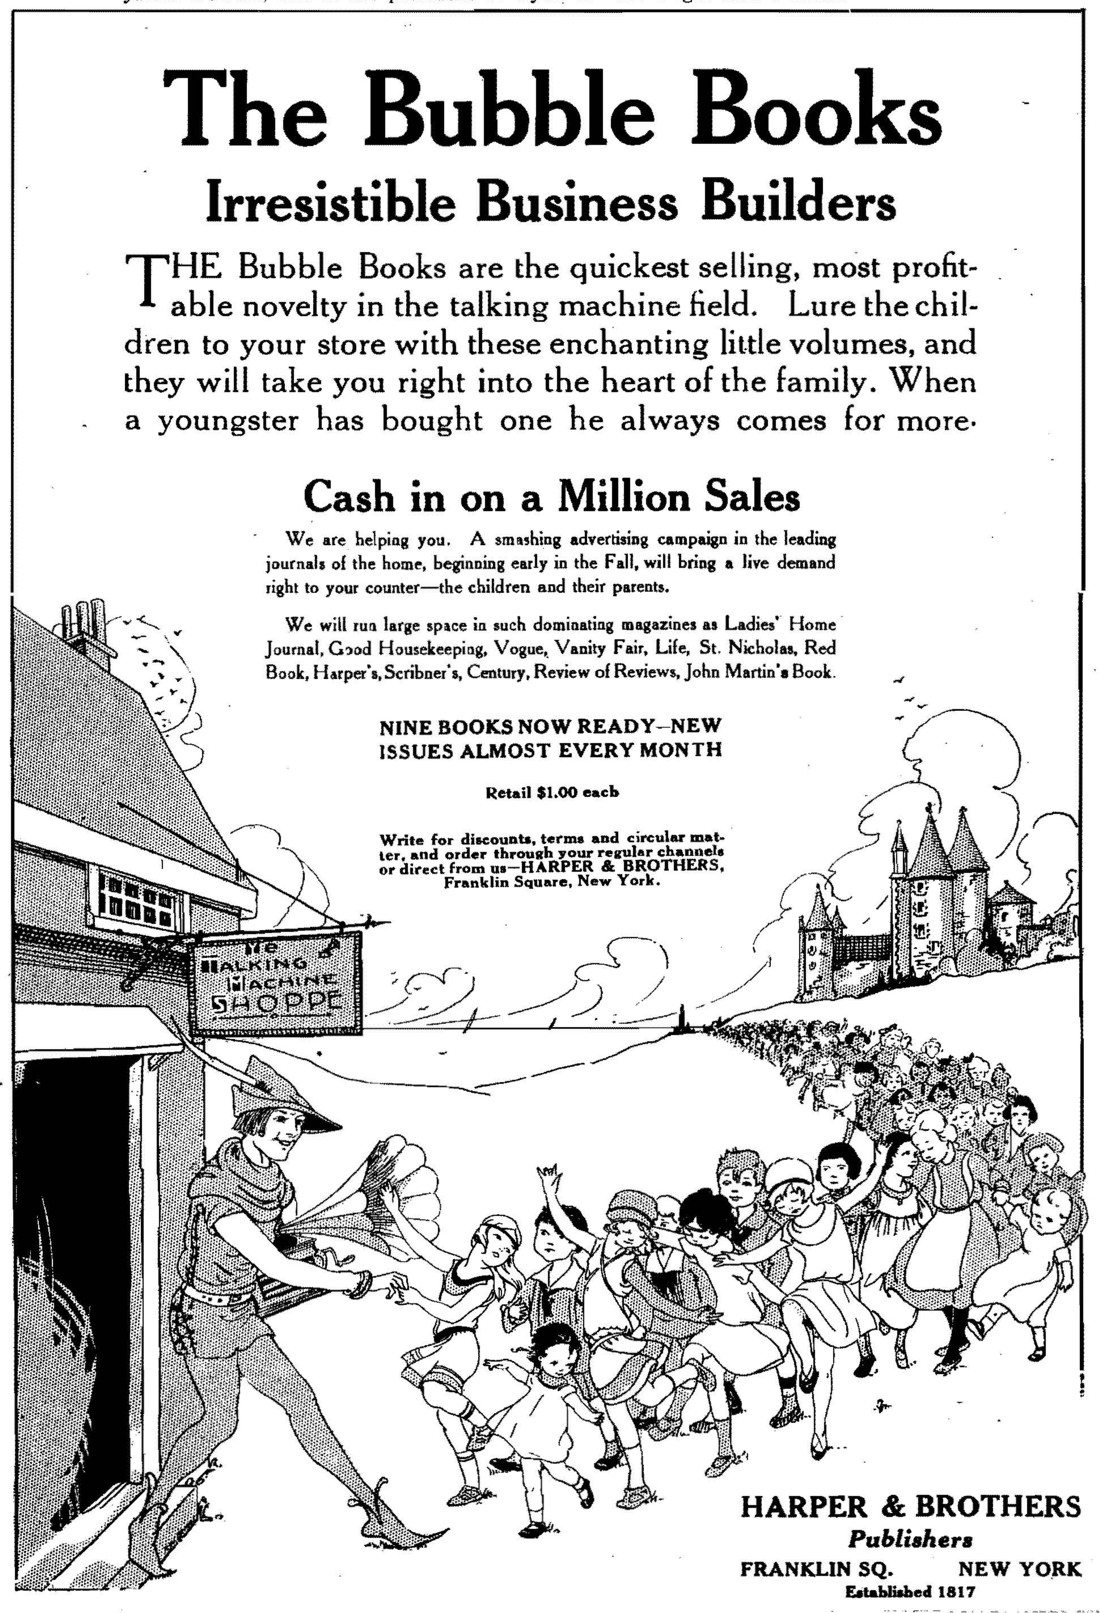 The Bubble Books
Irresistible Business Builders
THE Bubble Books are the quickest selling, most profit-
able novelty in the talking machine field. Lure the chil-
dren to your store with these enchanting little volumes, and
they will take you right into the heart of the family. When
a youngster has bought one he always comes for more.
Cash in on a Million Sales
We are helping you. A smashing advertising campaign in the leading
journals of the home, beginning early in the Fall, will bring a live demand
right to your counter—the children and their parents.
We will run large space in such dominating magazines as Ladies' Home
Journal, Good Housekeeping, Vogue, Vanity Fair, Life, St. Nicholas, Red
Book, Harper's, Scribner's, Century, Review of Reviews, John Martin's Book.
NINE BOOKS NOW READY—NEW
ISSUES ALMOST EVERY MONTH
Retail $1.00 each
Write for discounts, terms and circular mat-
ter, and order through your regular channels
or direct from us—HARPER & BROTHERS,
Franklin Square, New York.
Ye
TALKING
MACHINE
SHOPPE
HARPER & BROTHERS
Publishers
FRANKLIN SQ. NEW YORK
Established 1817